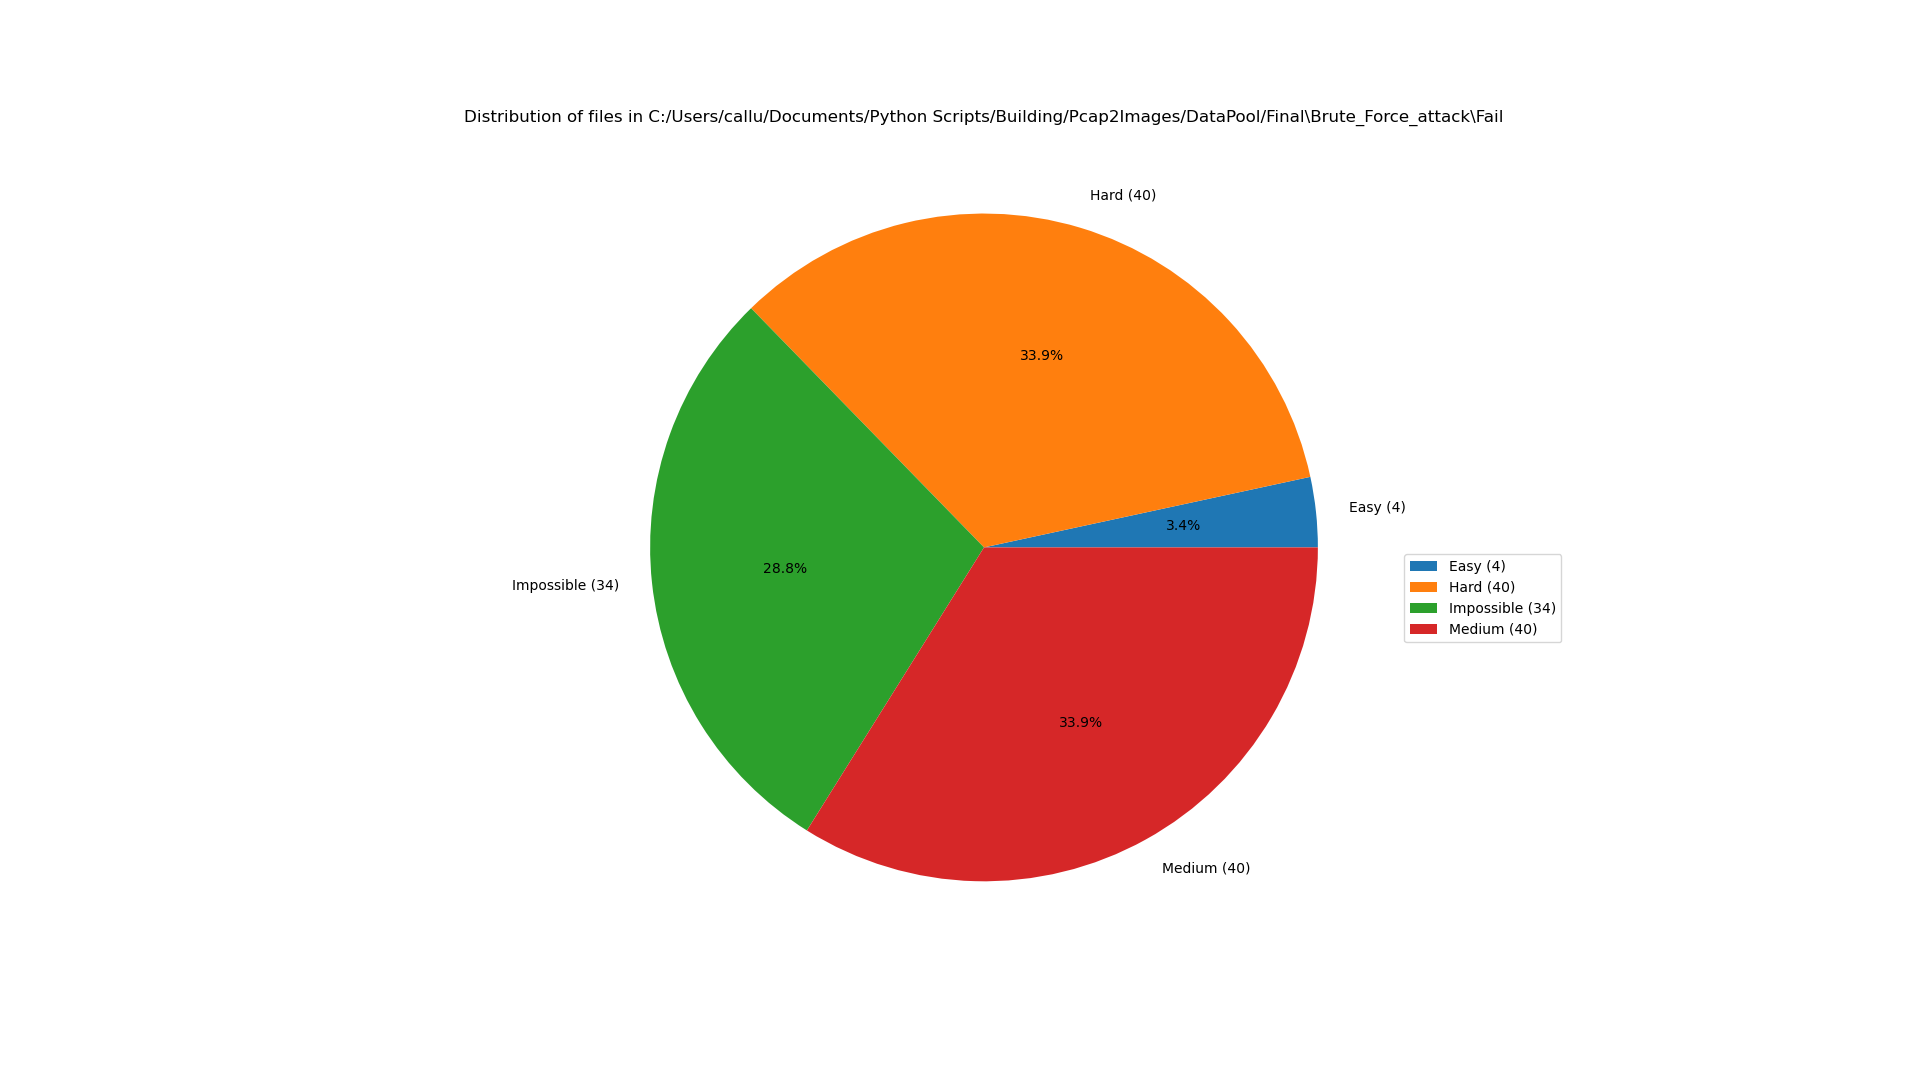 Distribution of files in C:/Users/callu/Documents/Python Scripts/Building/Pcap2Images/DataPool/Final\Brute_Force_attack\Fail
Hard (40)
33.9%
Easy (4)
3.4%
28.8%
Impossible (34)
33.9%
Medium (40)
Easy (4)
Hard (40)
Impossible (34)
Medium (40)